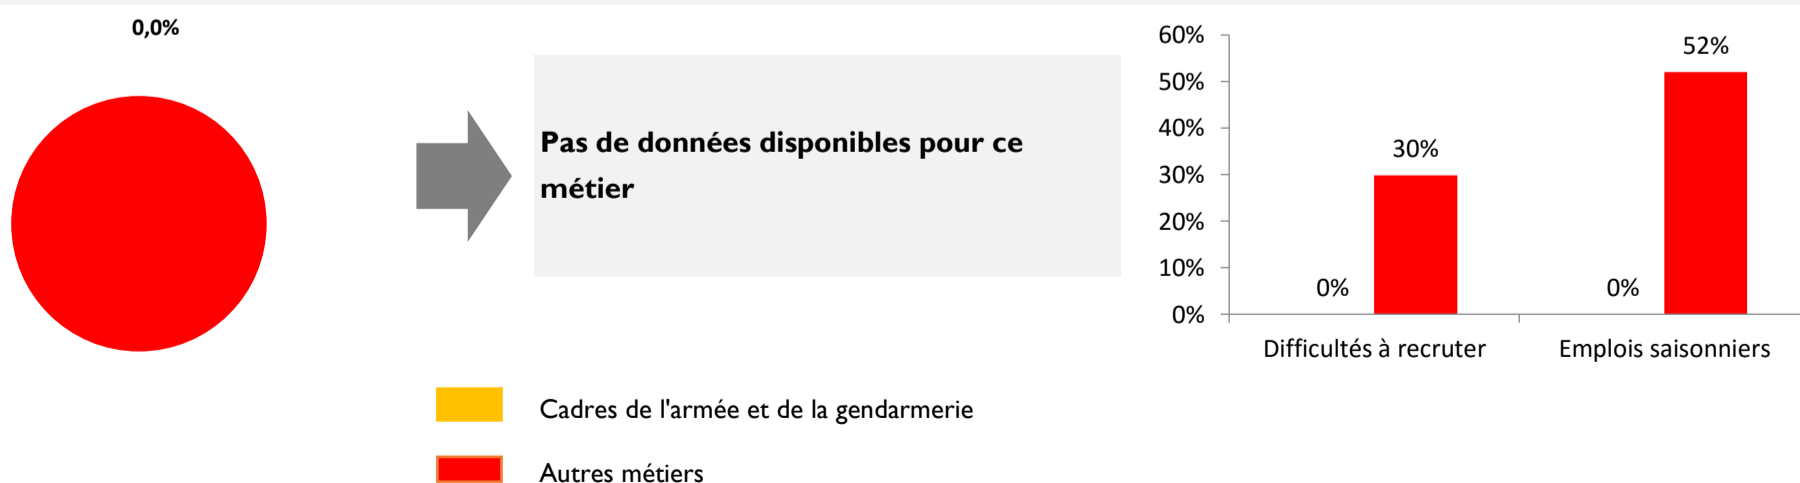 0,0%
Pas de données disponibles pour ce
métier
60%
50%
40%
30%
20%
10%
0%
0%
30%
0%
52%
Difficultés à recruter
Emplois saisonniers
Cadres de l'armée et de la gendarmerie
Autres métiers